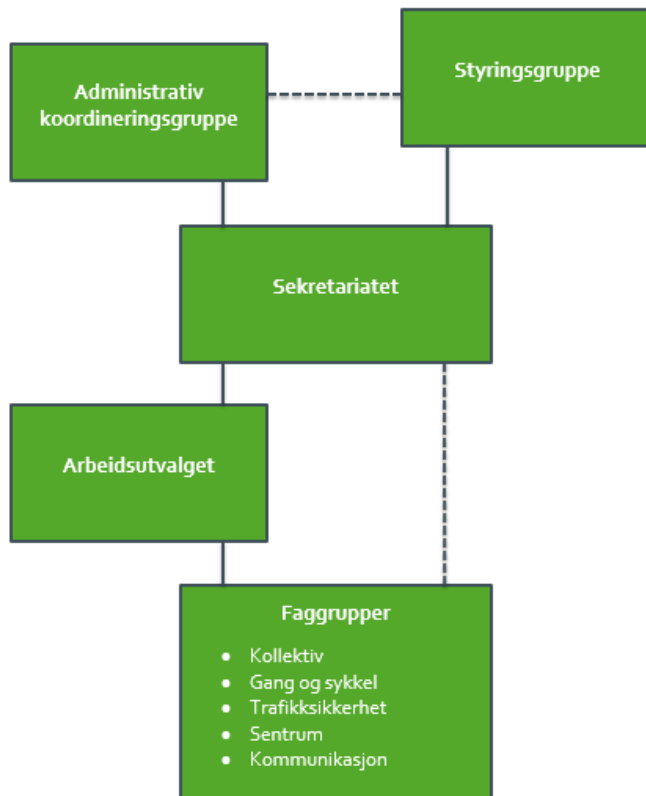 Administrativ
koordineringsgruppe
Styringsgruppe
Sekretariatet
Arbeidsutvalget
Faggrupper
• Kollektiv
• Gang og sykkel
• Trafikksikkerhet
• Sentrum
• Kommunikasjon